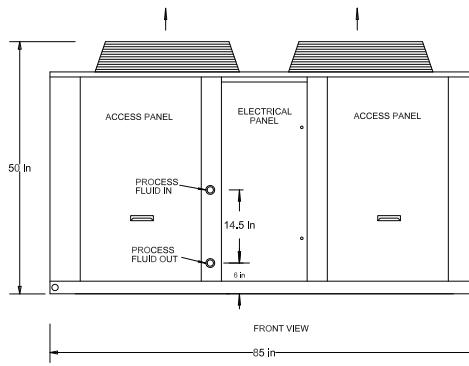 ACCESS PANEL
ELECTRICAL
PANEL
ACCESS PANEL
50 In
PROCESS
FLUID IN
14.5 In
PROCESS
FLUID OUT
6 in
FRONT VIEW
85 in